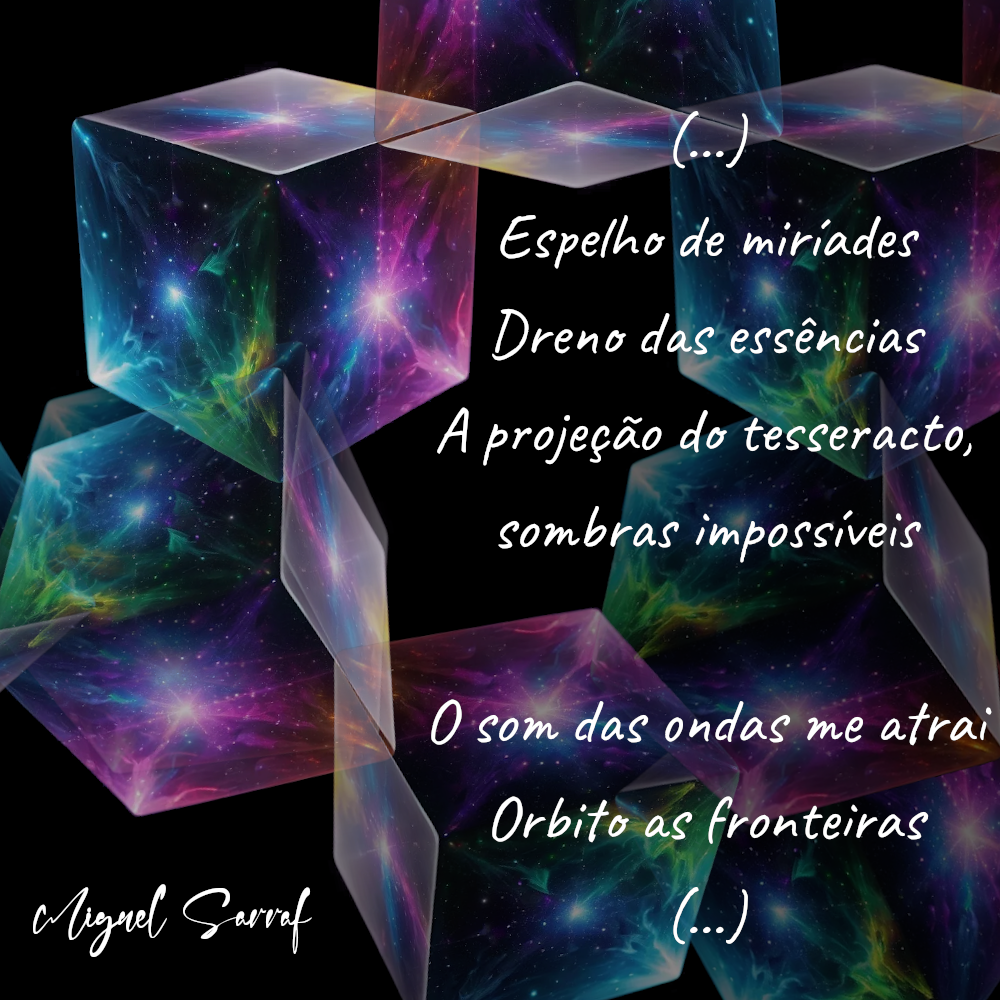 (...)
Espelho de miríades
Dreno das essências
A projeção do tesseracto,
sombras impossíveis
O som das ondas me atrai
Orbito as fronteiras
(...)
Miguel Sarraf